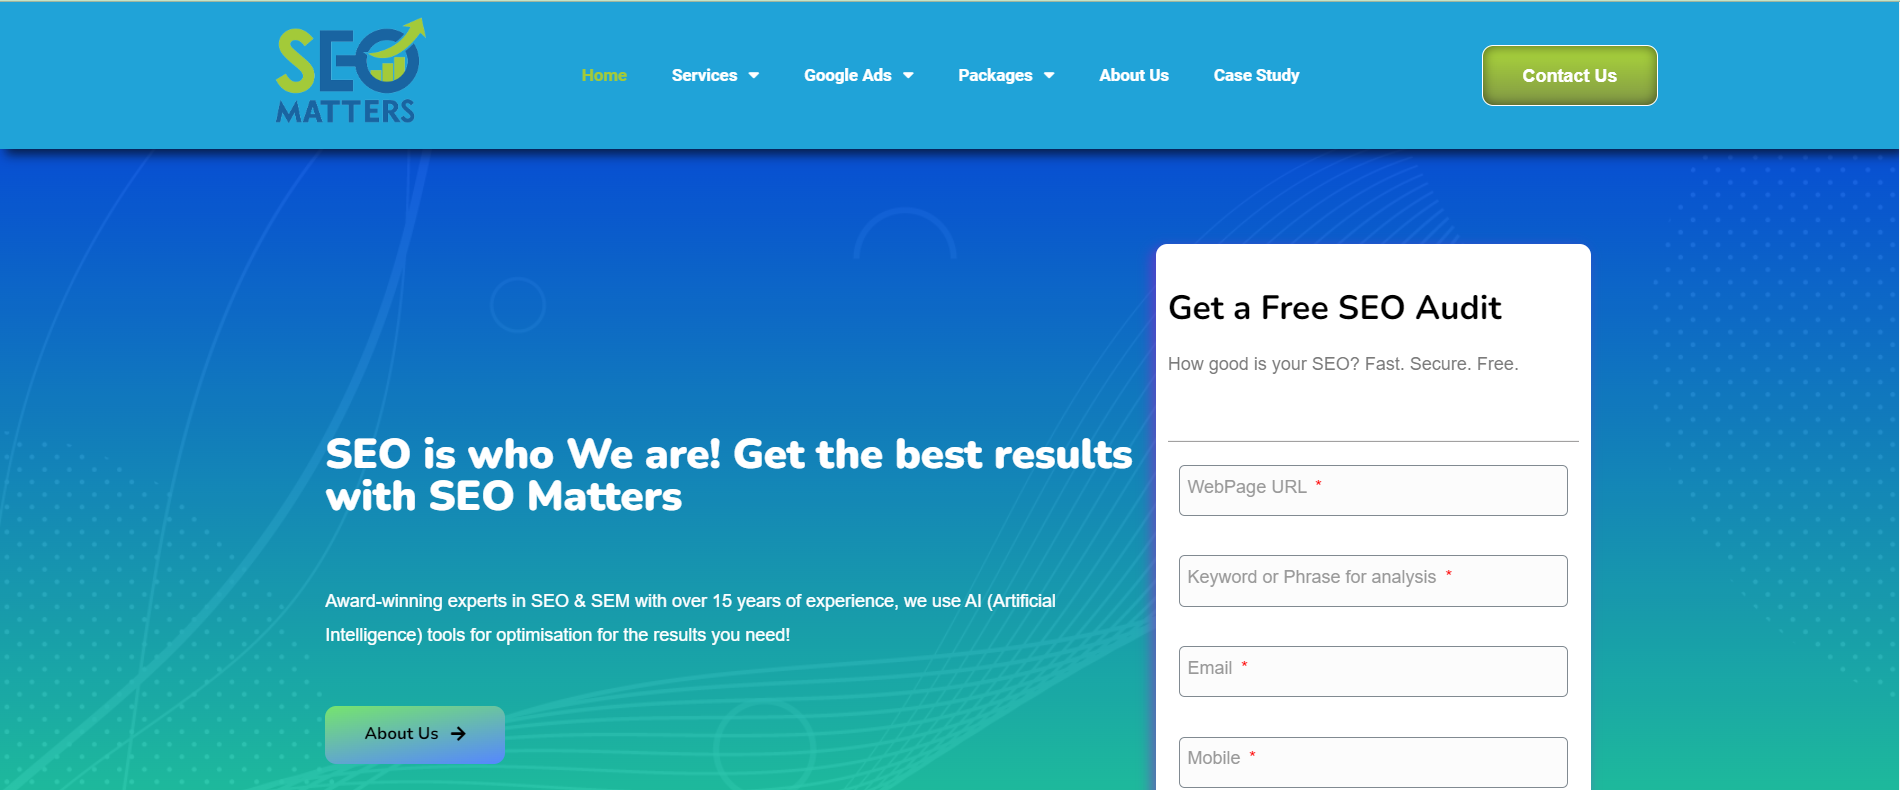 SEO
MATTERS
Home
Services
Google Ads
Packages
About Us
Case Study
Contact Us
SEO is who We are! Get the best results
with SEO Matters
Award-winning experts in SEO & SEM with over 15 years of experience, we use AI (Artificial
Intelligence) tools for optimisation for the results you need!
About Us
Get a Free SEO Audit
How good is your SEO? Fast. Secure. Free.
WebPage URL *
Keyword or Phrase for analysis *
Email *
Mobile *